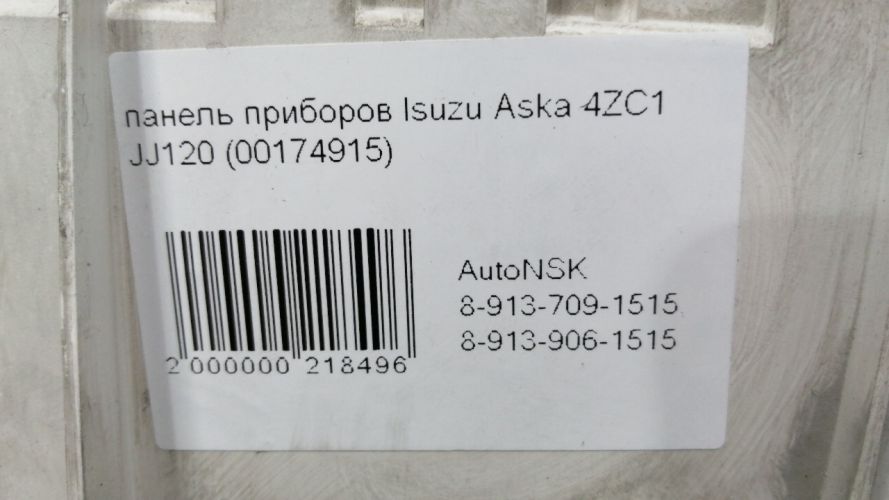 панель приборов Isuzu Aska 4ZC1
JJ120 (00174915)
AutoNSK
8-913-709-1515
8-913-906-1515
2 000000 218496